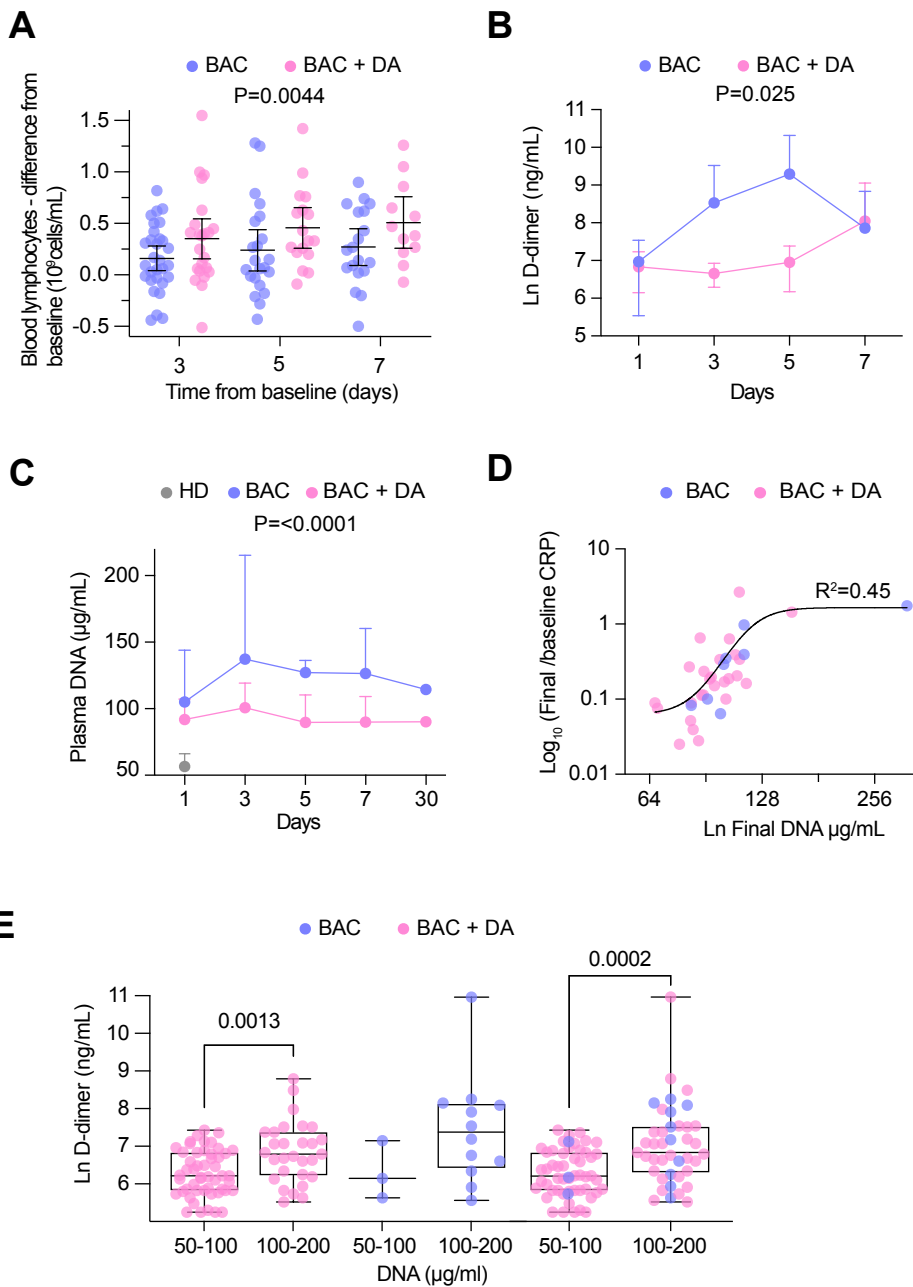 A
BAC
BAC + DA
P=0.0044
Blood lymphocytes - difference from
baseline (10⁹cells/mL)
1.5
1.0
0.5
0.0
-0.5
3
5
7
Time from baseline (days)
B
BAC
BAC + DA
P=0.025
Ln D-dimer (ng/mL)
11
10
9
8
7
6
5
1
3
5
7
Days
C
HD
BAC
BAC + DA
P=<0.0001
Plasma DNA (µg/mL)
200
150
100
50
1
3
5
7
30
Days
D
BAC
BAC + DA
R²=0.45
Log₁₀ (Final /baseline CRP)
10
1
0.1
0.01
64
128
256
Ln Final DNA µg/mL
E
BAC
BAC + DA
0.0013
0.0002
Ln D-dimer (ng/mL)
11
10
9
8
7
6
50-100
100-200
50-100
100-200
50-100
100-200
DNA (µg/ml)